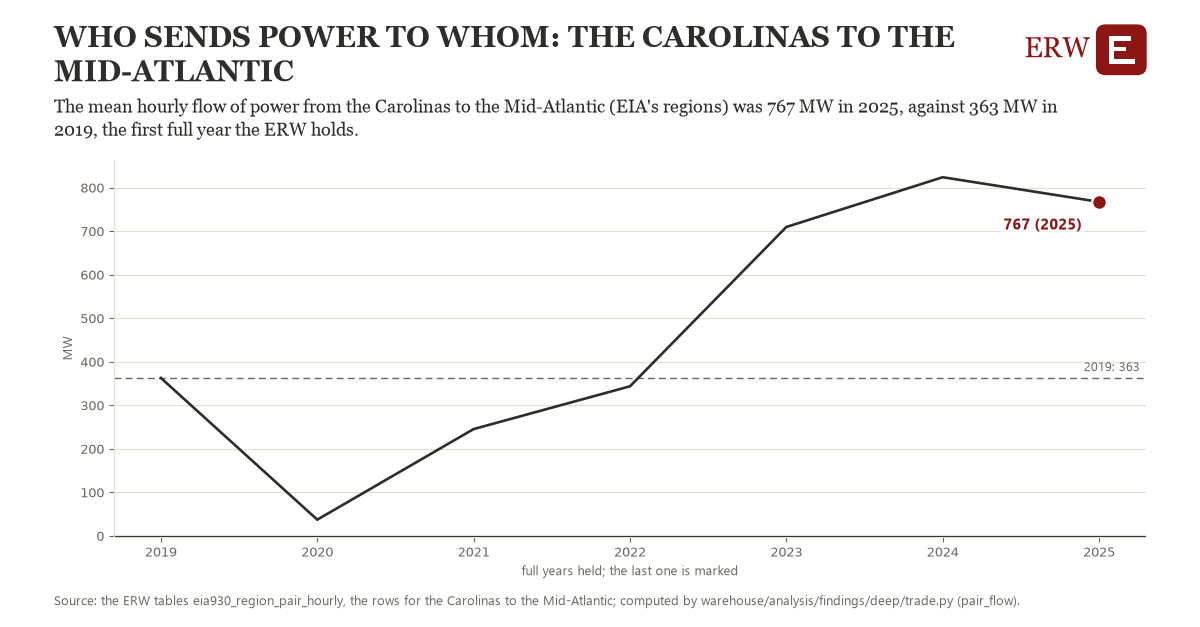 WHO SENDS POWER TO WHOM: THE CAROLINAS TO THE
MID-ATLANTIC
ERW E
The mean hourly flow of power from the Carolinas to the Mid-Atlantic (EIA's regions) was 767 MW in 2025, against 363 MW in
2019, the first full year the ERW holds.
800
700
600
500
400
300
200
100
0
MW
767 (2025)
2019: 363
2019 2020 2021 2022 2023 2024 2025
full years held; the last one is marked
Source: the ERW tables eia930_region_pair_hourly, the rows for the Carolinas to the Mid-Atlantic; computed by warehouse/analysis/findings/deep/trade.py (pair_flow).